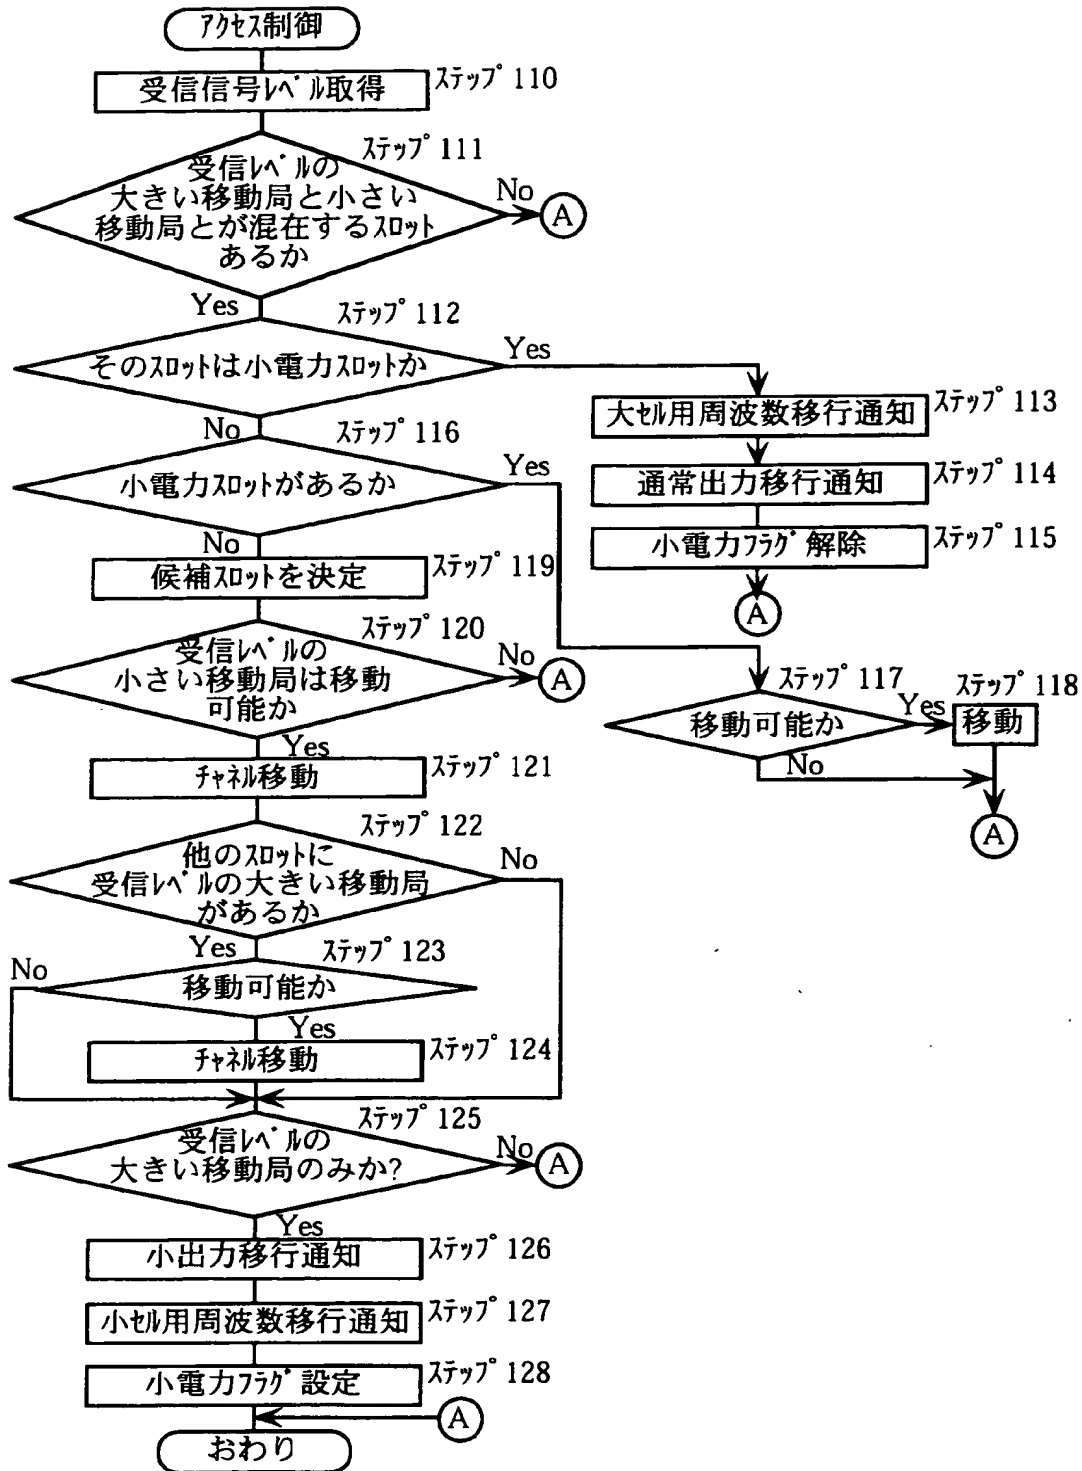 アクセス制御
受信信号レベル取得
ステップ 110
ステップ 111
受信レベルの
大きい移動局と小さい
移動局とが混在するスロット
あるか
No
A
Yes
ステップ 112
そのスロットは小電力スロットか
Yes
大セル用周波数移行通知
ステップ 113
No
ステップ 116
小電力スロットがあるか
Yes
通常出力移行通知
ステップ 114
小電力フラグ解除
ステップ 115
A
No
候補スロットを決定
ステップ 119
ステップ 120
受信レベルの
小さい移動局は移動
可能か
No
A
ステップ 117
移動可能か
Yes
ステップ 118
移動
No
A
Yes
チャネル移動
ステップ 121
ステップ 122
他のスロットに
受信レベルの大きい移動局
があるか
No
Yes
ステップ 123
No
移動可能か
Yes
チャネル移動
ステップ 124
ステップ 125
受信レベルの
大きい移動局のみか?
No
A
Yes
小出力移行通知
ステップ 126
小セル用周波数移行通知
ステップ 127
小電力フラグ設定
ステップ 128
A
おわり